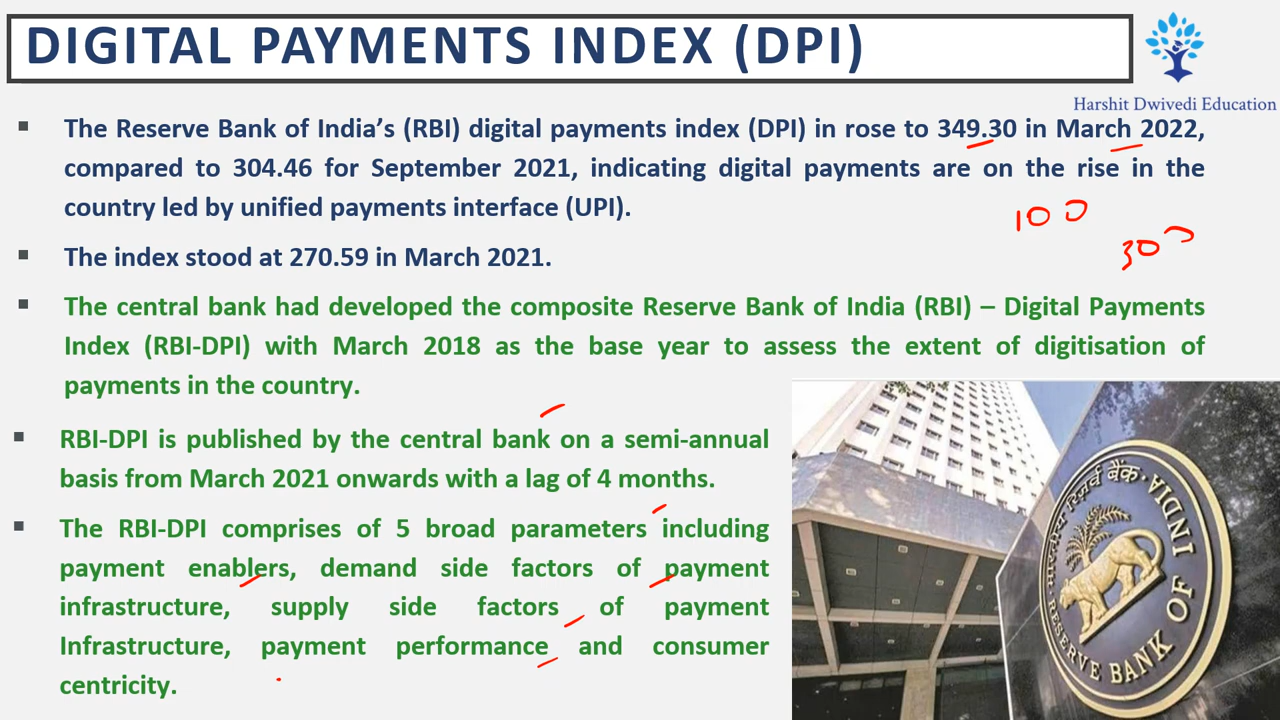 DIGITAL PAYMENTS INDEX (DPI)
Harshit Dwivedi Education
▪ The Reserve Bank of India’s (RBI) digital payments index (DPI) in rose to 349.30 in March 2022,
compared to 304.46 for September 2021, indicating digital payments are on the rise in the
country led by unified payments interface (UPI).
100
300
▪ The index stood at 270.59 in March 2021.
▪ The central bank had developed the composite Reserve Bank of India (RBI) – Digital Payments
Index (RBI-DPI) with March 2018 as the base year to assess the extent of digitisation of
payments in the country.
▪ RBI-DPI is published by the central bank on a semi-annual
basis from March 2021 onwards with a lag of 4 months.
▪ The RBI-DPI comprises of 5 broad parameters including
payment enablers, demand side factors of payment
infrastructure, supply side factors of payment
Infrastructure, payment performance and consumer
centricity.
भारतीय रिज़र्व बैंक
RESERVE BANK OF INDIA